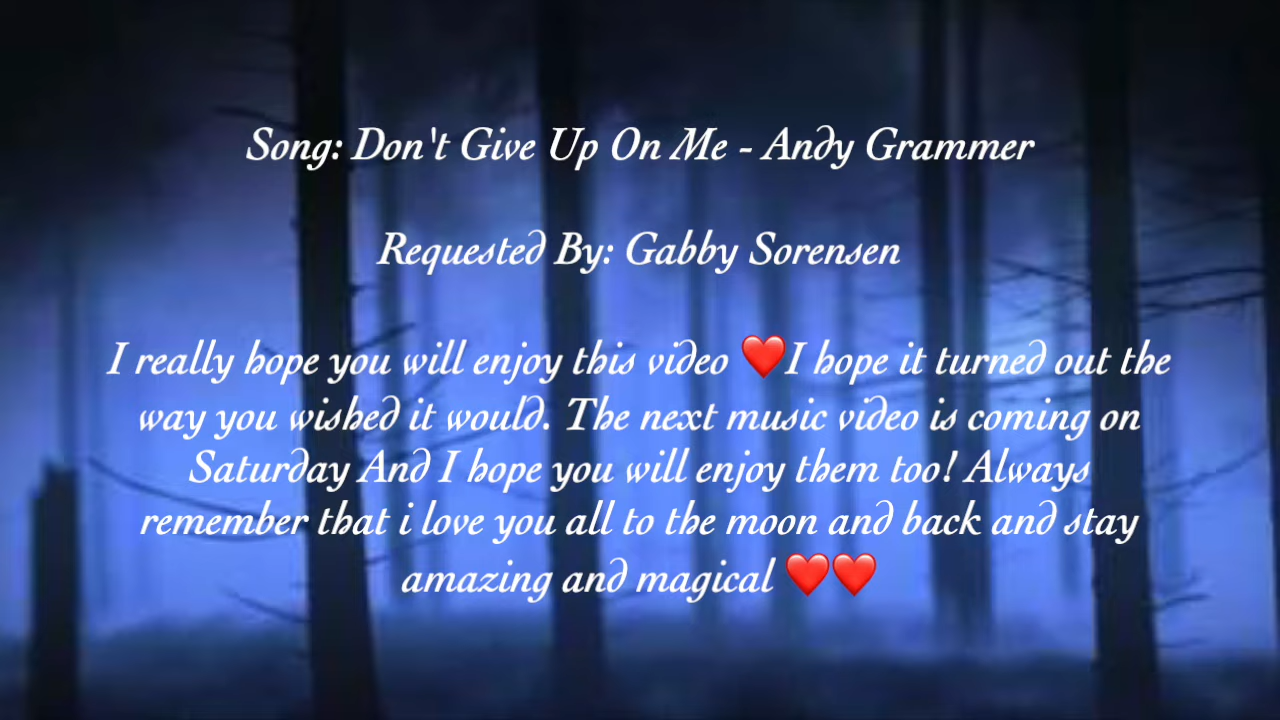 Song: Don't Give Up On Me - Andy Grammer
Requested By: Gabby Sorensen
I really hope you will enjoy this video ❤️I hope it turned out the
way you wished it would. The next music video is coming on
Saturday And I hope you will enjoy them too! Always
remember that i love you all to the moon and back and stay
amazing and magical ❤️❤️